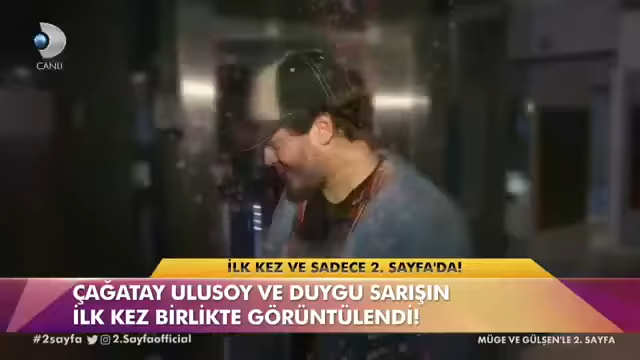 CANLI
İLK KEZ VE SADECE 2. SAYFA'DA!
ÇAĞATAY ULUSOY VE DUYGU SARIŞIN
İLK KEZ BİRLİKTE GÖRÜNTÜLENDİ!
#2sayfa 2.Sayfaofficial
MÜGE VE GÜLŞEN'LE 2. SAYFA